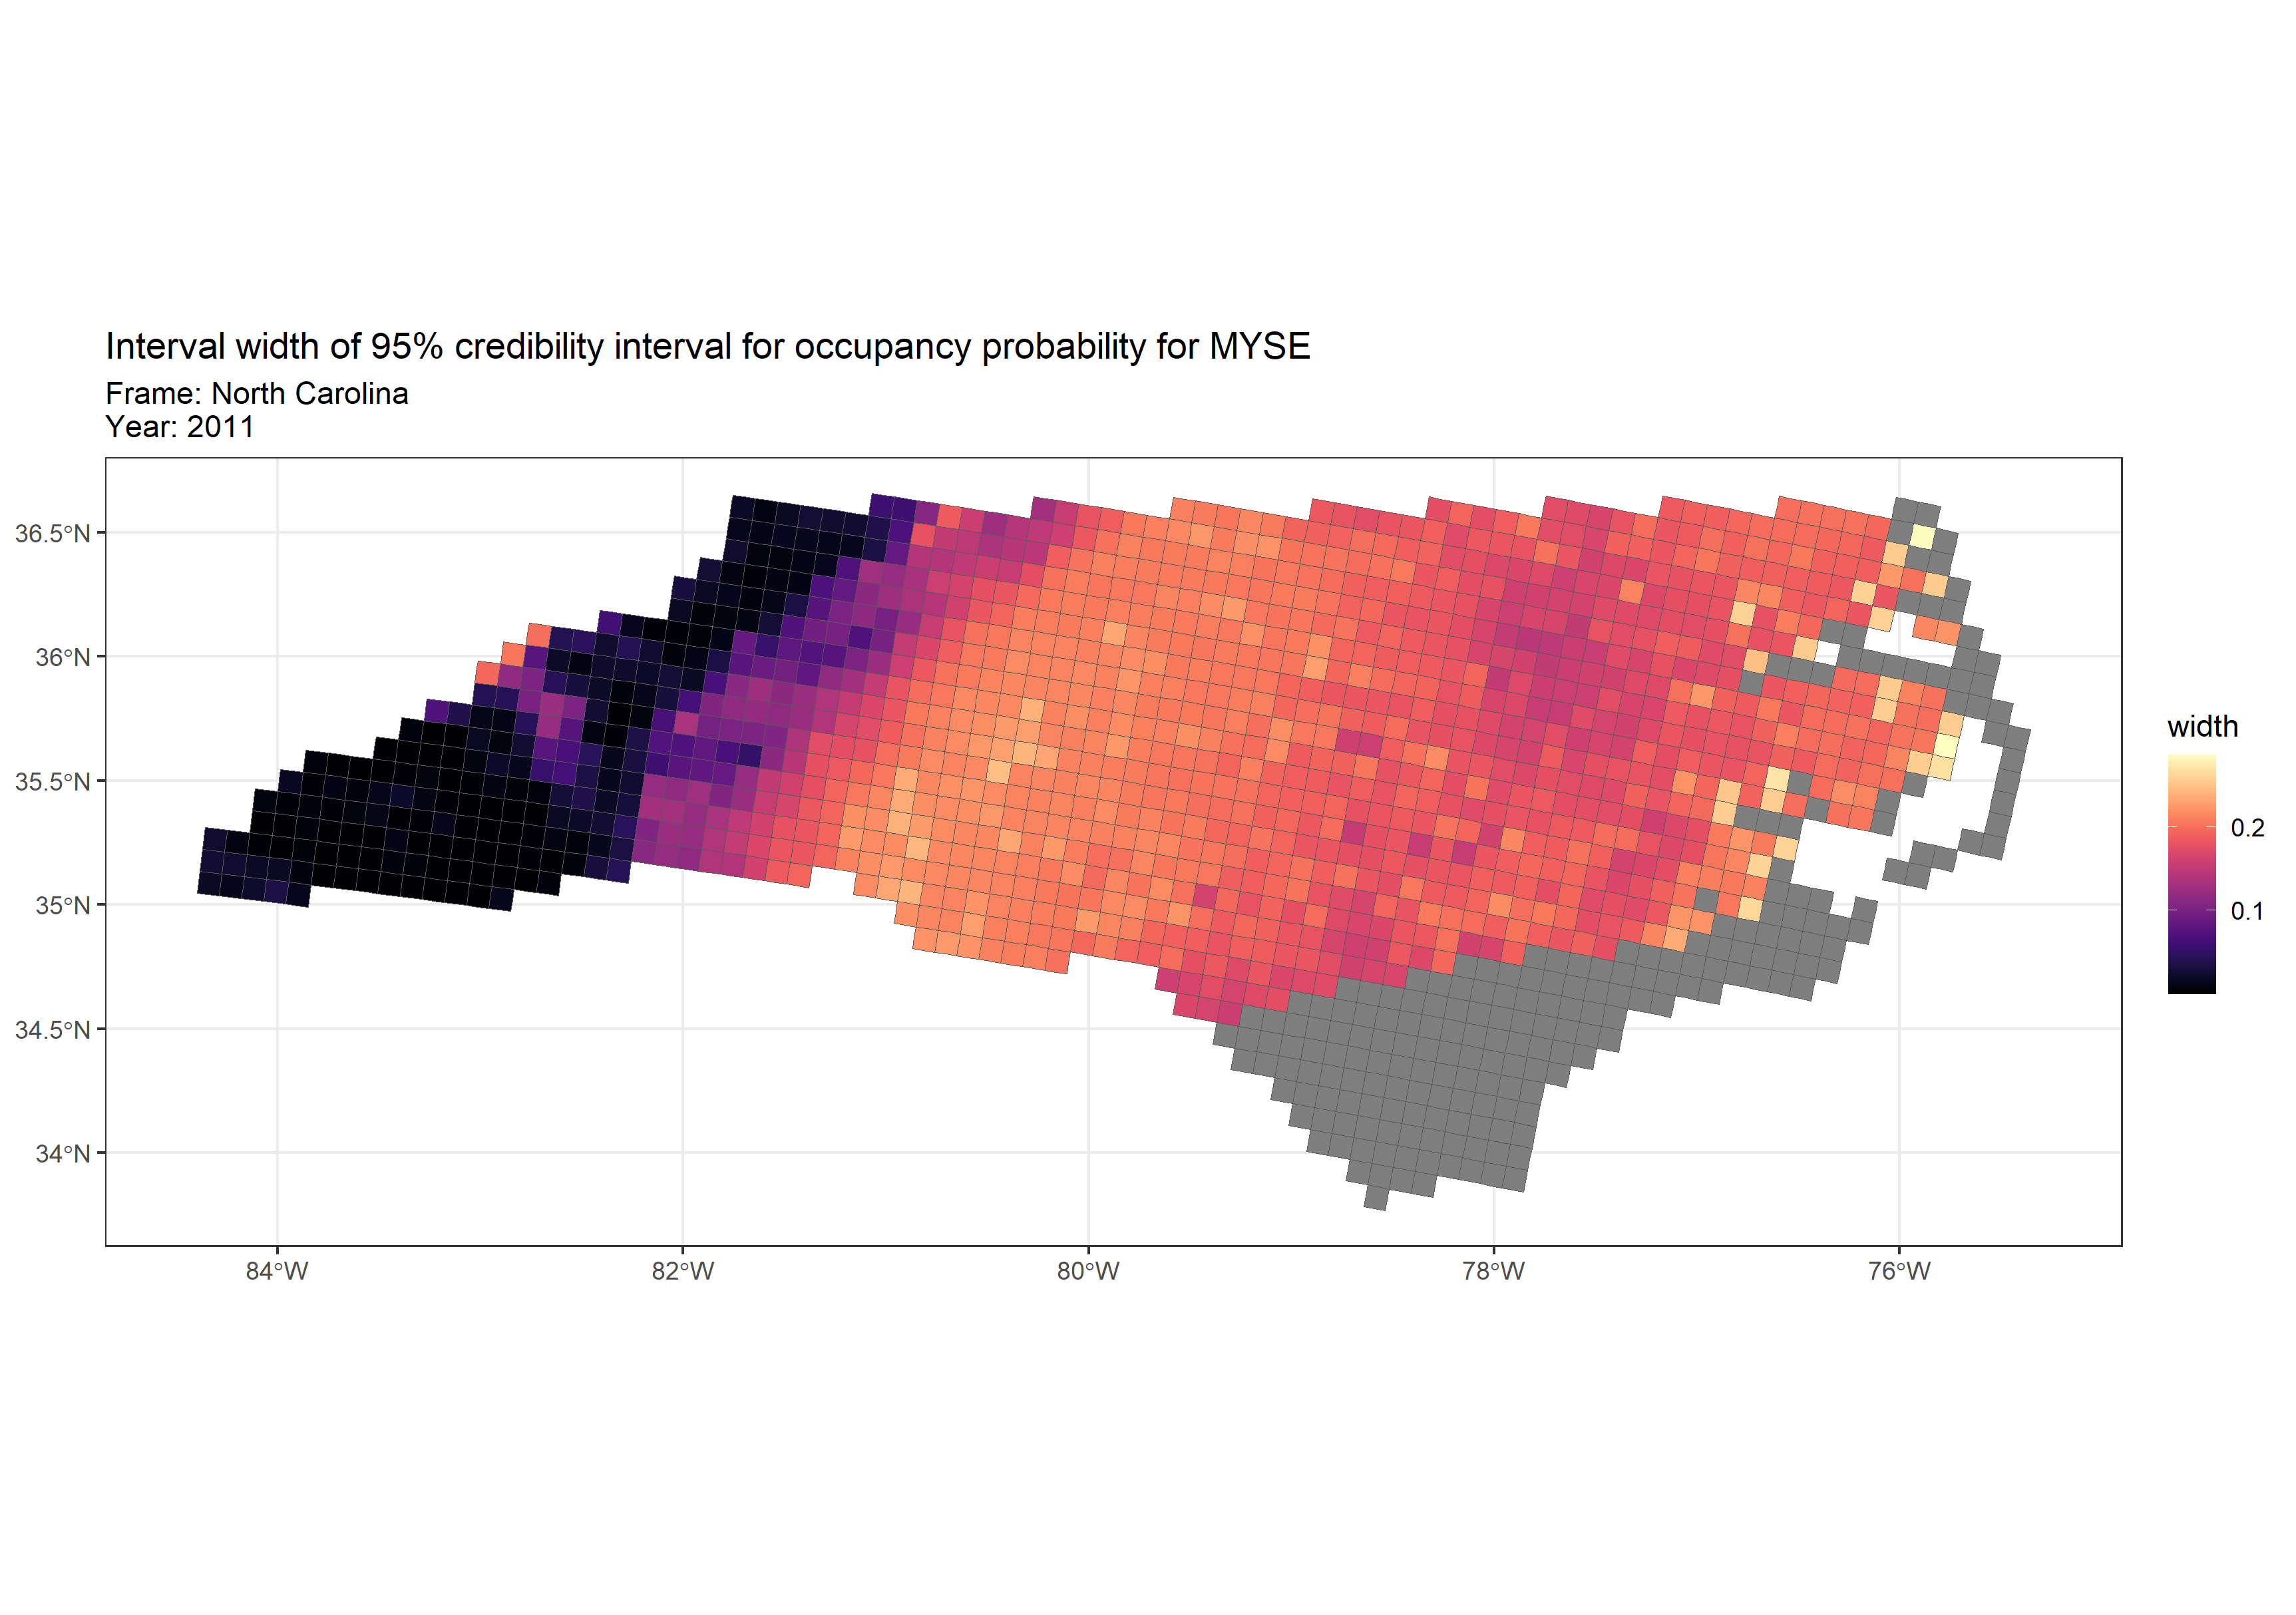 Interval width of 95% credibility interval for occupancy probability for MYSE
Frame: North Carolina
Year: 2011
36.5°N
36°N
35.5°N
35°N
34.5°N
34°N
84°W
82°W
80°W
78°W
76°W
width
0.2
0.1